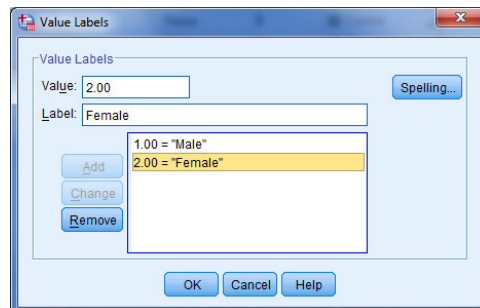 Value Labels
Value Labels
Value: 2.00
Spelling...
Label: Female
1.00 = "Male"
2.00 = "Female"
Add
Change
Remove
OK Cancel Help